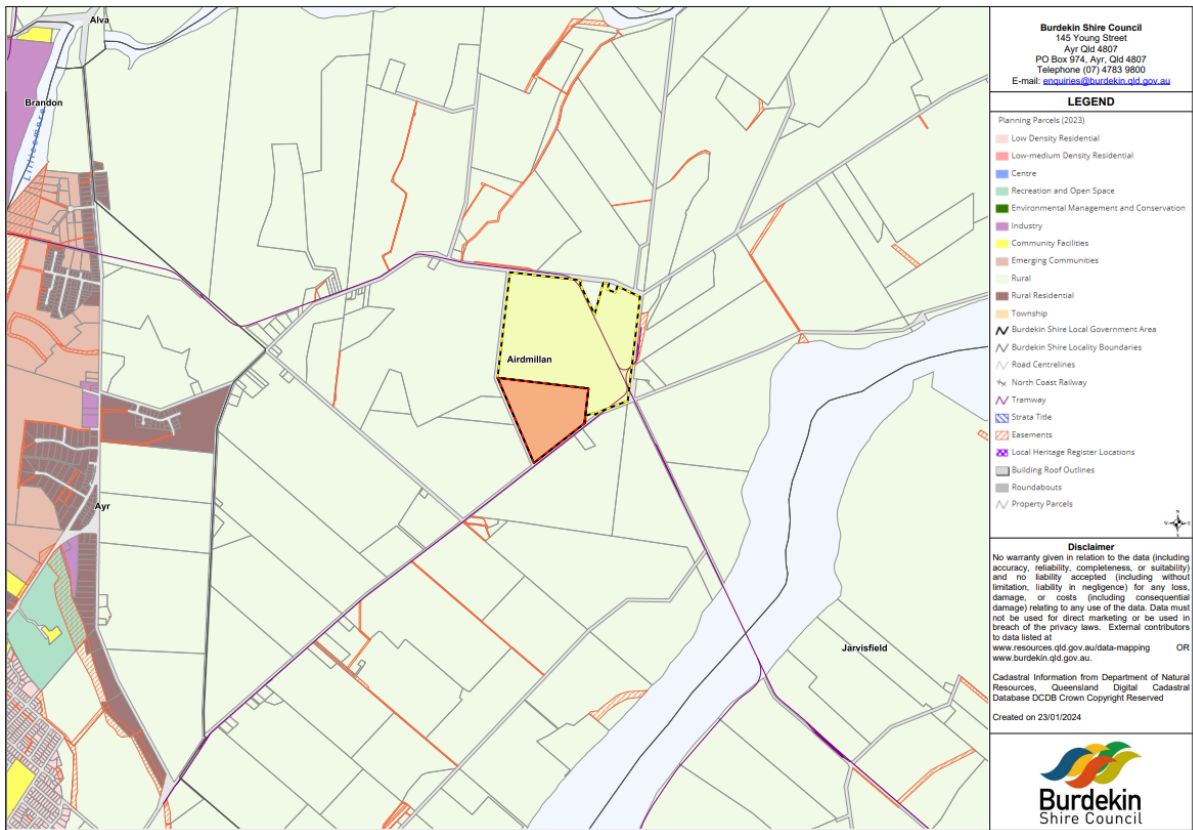 Alva
Brandon
Lilliesmere
Airdmillan
Ayr
Jarvisfield
Burdekin Shire Council
145 Young Street
Ayr Qld 4807
PO Box 974, Ayr, Qld 4807
Telephone (07) 4783 9800
E-mail: enquiries@burdekin.qld.gov.au
LEGEND
Planning Parcels (2023)
Low Density Residential
Low-medium Density Residential
Centre
Recreation and Open Space
Environmental Management and Conservation
Industry
Community Facilities
Emerging Communities
Rural
Rural Residential
Township
Burdekin Shire Local Government Area
Burdekin Shire Locality Boundaries
Road Centrelines
North Coast Railway
Tramway
Strata Title
Easements
Local Heritage Register Locations
Building Roof Outlines
Roundabouts
Property Parcels
Disclaimer
No warranty given in relation to the data (including
accuracy, reliability, completeness, or suitability)
and no liability accepted (including without
limitation, liability in negligence) for any loss,
damage, or costs (including consequential
damage) relating to any use of the data. Data must
not be used for direct marketing or be used in
breach of the privacy laws. External contributors
to data listed at
www.resources.qld.gov.au/data-mapping OR
www.burdekin.qld.gov.au.
Cadastral Information from Department of Natural
Resources, Queensland Digital Cadastral
Database DCDB Crown Copyright Reserved
Created on 23/01/2024
Burdekin
Shire Council